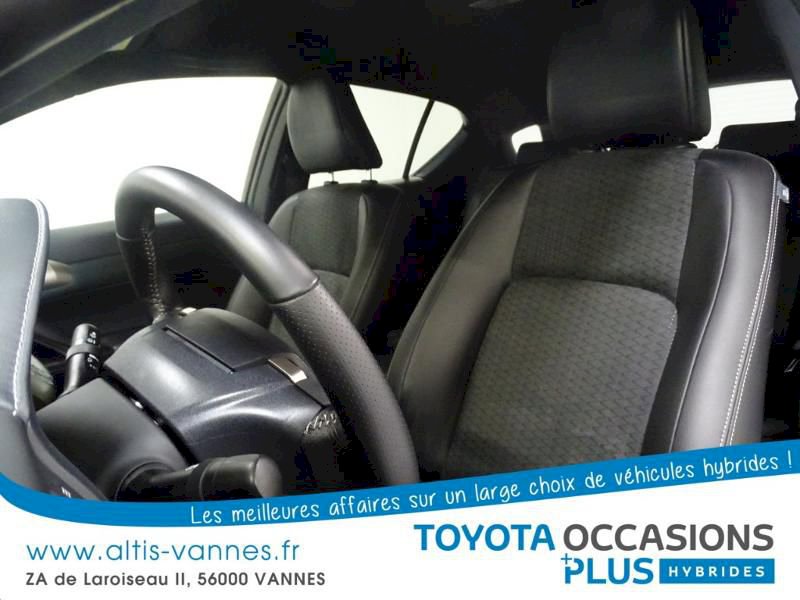 Les meilleures affaires sur un large choix de véhicules hybrides !
www.altis-vannes.fr
ZA de Laroiseau II, 56000 VANNES
TOYOTA OCCASIONS
+PLUS HYBRIDES